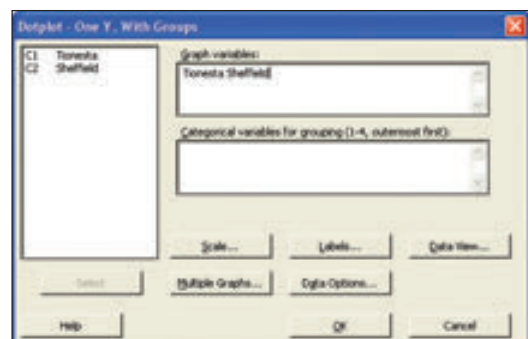 Dotplot - One Y, With Groups
C1 Tionesta
C2 Sheffield
Graph variables:
Tionesta Sheffield
Categorical variables for grouping (1-4, outermost first):
Scale...
Labels...
Data View...
Select
Multiple Graphs...
Data Options...
Help
OK
Cancel